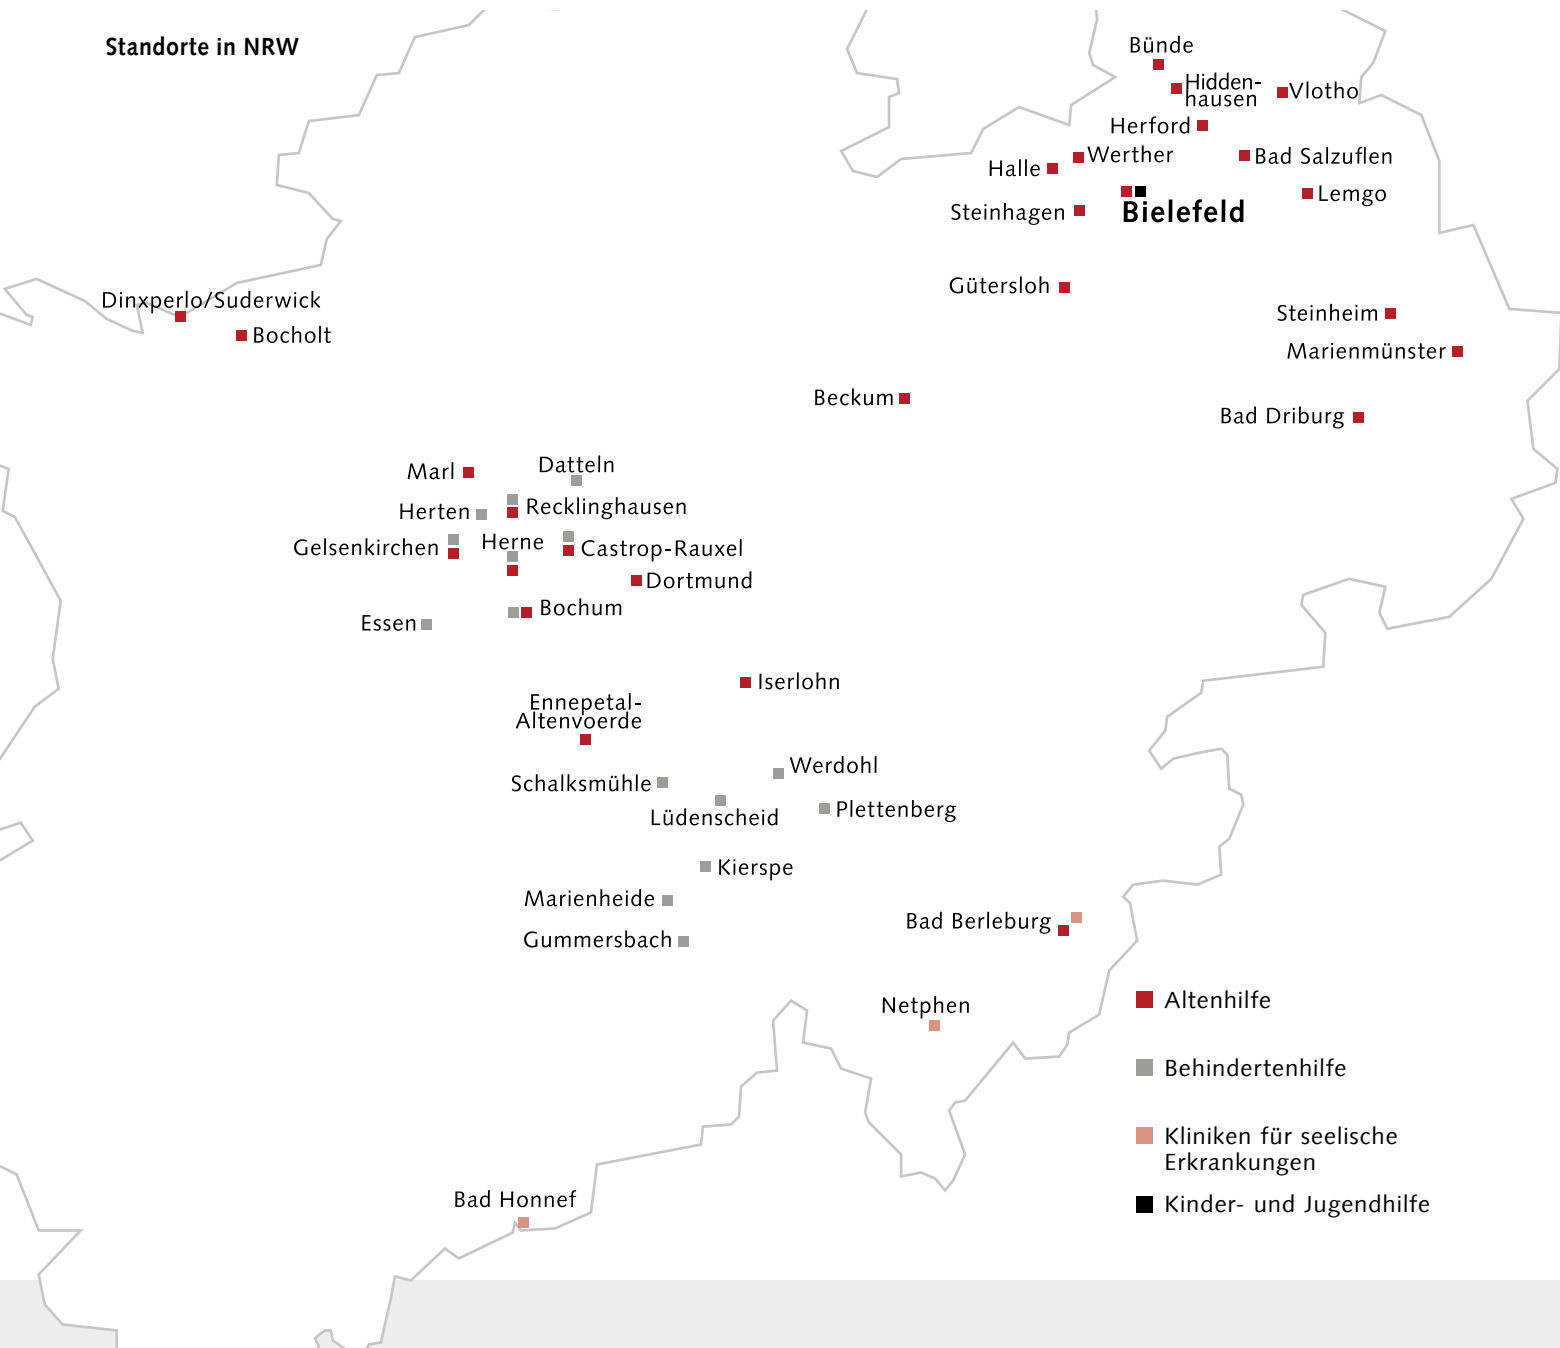 Standorte in NRW
Bünde
Hidden-
hausen
Vlotho
Herford
Werther
Bad Salzuflen
Halle
Lemgo
Steinhagen
Bielefeld
Gütersloh
Dinxperlo/Suderwick
Steinheim
Bocholt
Marienmünster
Beckum
Bad Driburg
Marl
Datteln
Herten
Recklinghausen
Gelsenkirchen
Herne
Castrop-Rauxel
Dortmund
Bochum
Essen
Iserlohn
Ennepetal-
Altenvoerde
Werdohl
Schalksmühle
Lüdenscheid
Plettenberg
Kierspe
Marienheide
Bad Berleburg
Gummersbach
Netphen
Altenhilfe
Behindertenhilfe
Kliniken für seelische
Erkrankungen
Bad Honnef
Kinder- und Jugendhilfe